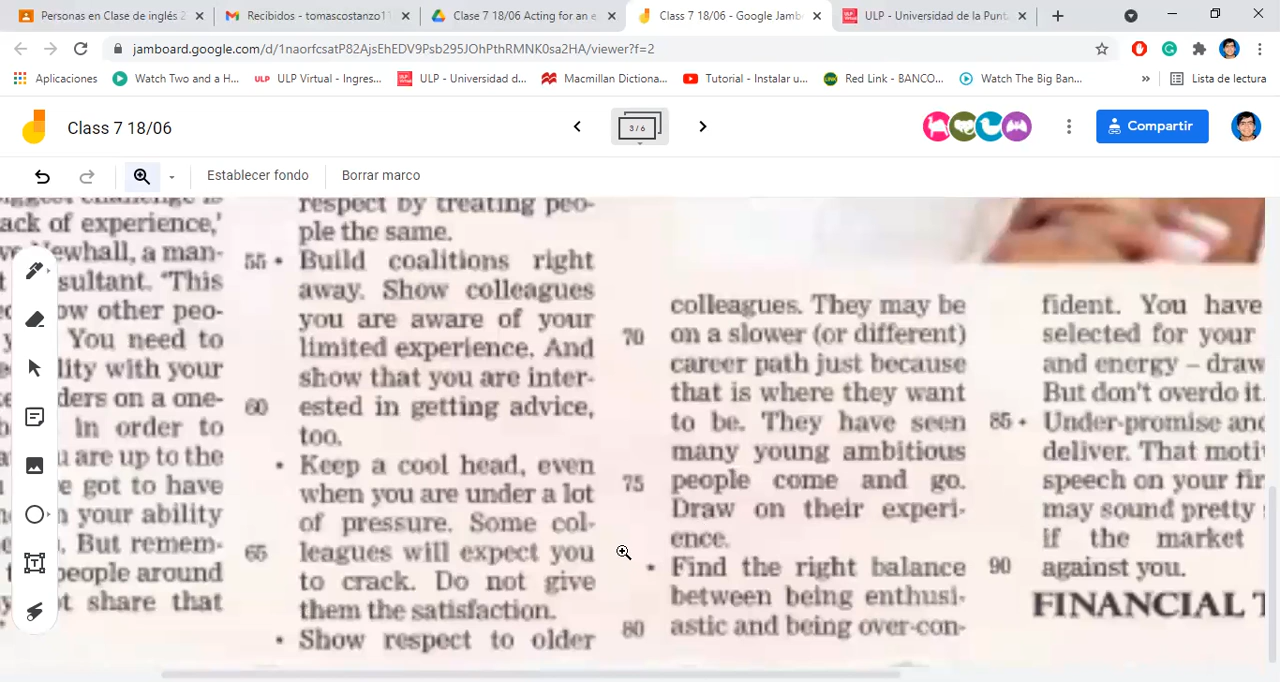 Personas en Clase de inglés 2
Recibidos - tomascostanzo11
Clase 7 18/06 Acting for an e
Class 7 18/06 - Google Jamb
ULP - Universidad de la Punt
jamboard.google.com/d/1naorfcsatP82AjsEhEDV9Psb295JOhPthRMNK0sa2HA/viewer?f=2
Aplicaciones
Watch Two and a H...
ULP
ULP Virtual - Ingres...
ULP - Universidad d...
Macmillan Dictiona...
Tutorial - Instalar u...
Red Link - BANCO...
Watch The Big Ban...
»
Lista de lectura
Class 7 18/06
3 / 6
Compartir
Establecer fondo
Borrar marco
ack of experience,'
ewhall, a man-
sultant. 'This
ow other peo-
You need to
lity with your
ders on a one-
In order to
are up to the
e got to have
your ability
. But remem-
people around
t share that
respect by treating peo-
ple the same.
55 • Build coalitions right
away. Show colleagues
you are aware of your
limited experience. And
show that you are inter-
60 ested in getting advice,
too.
• Keep a cool head, even
when you are under a lot
of pressure. Some col-
65 leagues will expect you
to crack. Do not give
them the satisfaction.
• Show respect to older
colleagues. They may be
70 on a slower (or different)
career path just because
that is where they want
to be. They have seen
many young ambitious
75 people come and go.
Draw on their experi-
ence.
• Find the right balance
between being enthusi-
80 astic and being over-con-
fident. You have
selected for your
and energy – draw
But don't overdo it.
85 • Under-promise and
deliver. That moti
speech on your fir
may sound pretty
if the market
90 against you.
FINANCIAL T